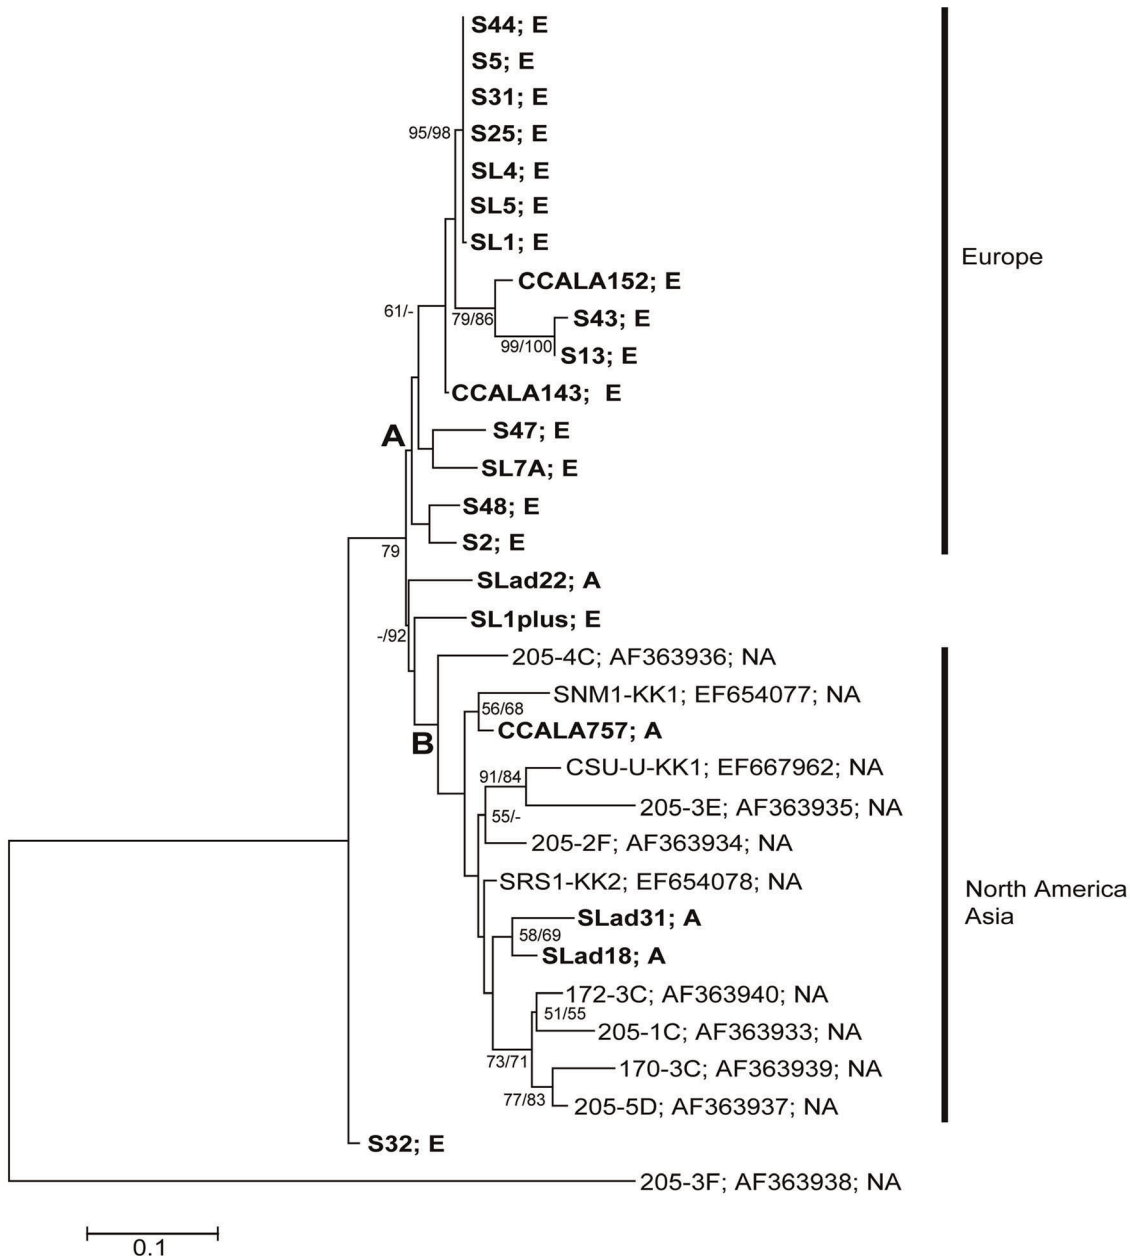 S44; E
S5; E
S31; E
95/98
S25; E
SL4; E
SL5; E
SL1; E
Europe
CCALA152; E
61/-
79/86
S43; E
99/100
S13; E
CCALA143; E
A
S47; E
SL7A; E
S48; E
S2; E
79
SLad22; A
SL1plus; E
-/92
205-4C; AF363936; NA
SNM1-KK1; EF654077; NA
56/68
CCALA757; A
B
CSU-U-KK1; EF667962; NA
91/84
205-3E; AF363935; NA
55/-
205-2F; AF363934; NA
SRS1-KK2; EF654078; NA
North America
Asia
SLad31; A
58/69
SLad18; A
172-3C; AF363940; NA
51/55
205-1C; AF363933; NA
73/71
170-3C; AF363939; NA
77/83
205-5D; AF363937; NA
S32; E
205-3F; AF363938; NA
0.1